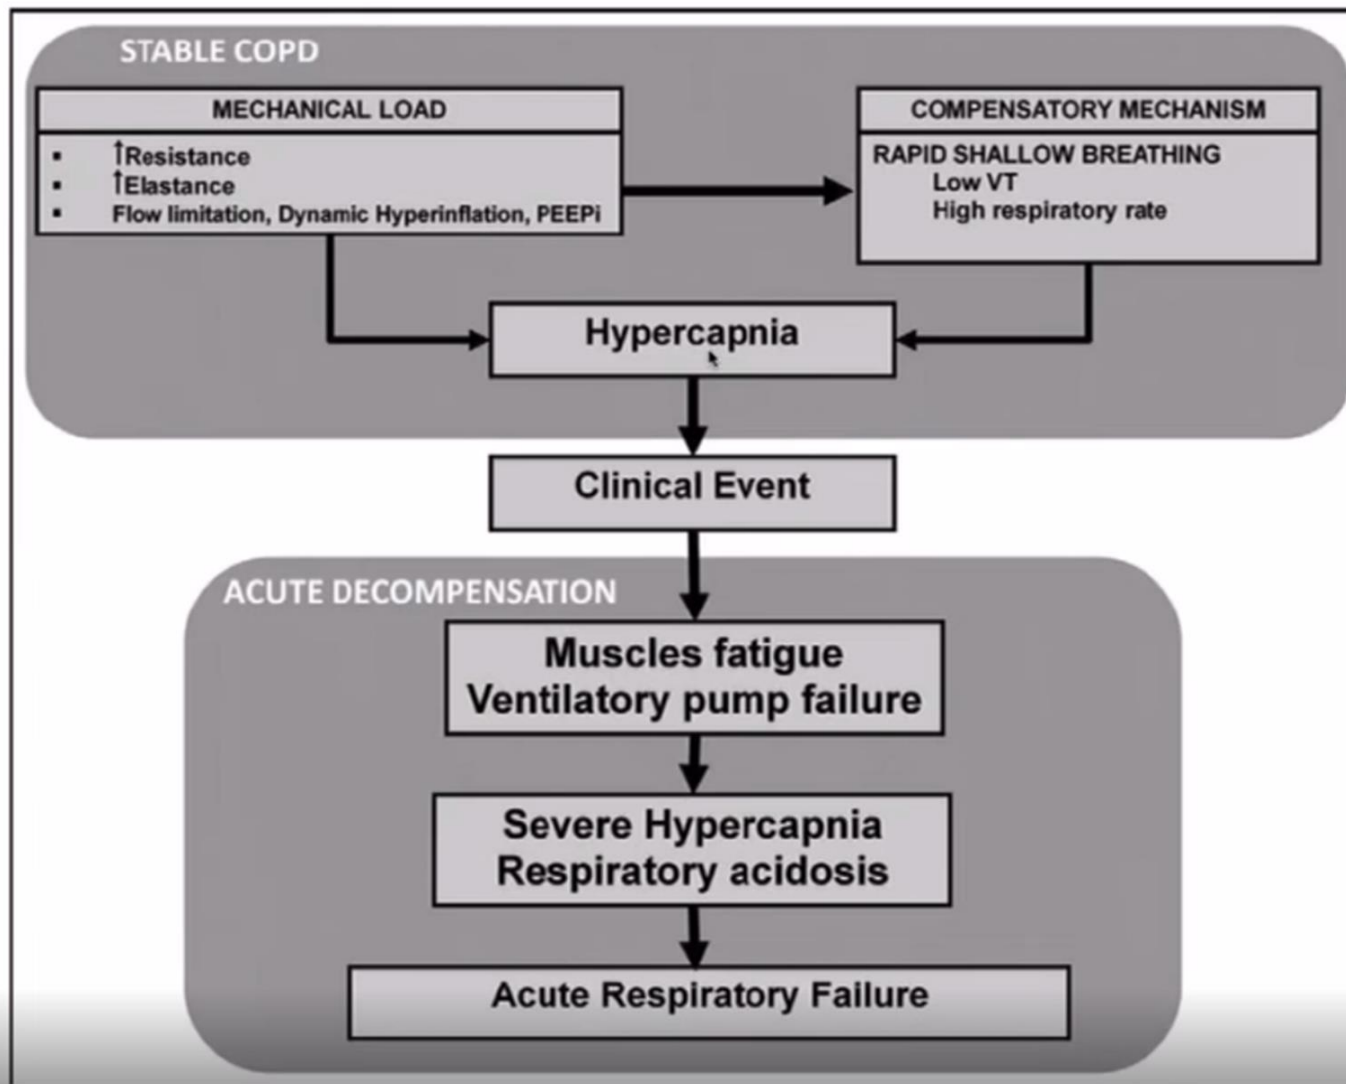 STABLE COPD
MECHANICAL LOAD
▪ ↑Resistance
▪ ↑Elastance
▪ Flow limitation, Dynamic Hyperinflation, PEEPi
COMPENSATORY MECHANISM
RAPID SHALLOW BREATHING
Low VT
High respiratory rate
Hypercapnia
Clinical Event
ACUTE DECOMPENSATION
Muscles fatigue
Ventilatory pump failure
Severe Hypercapnia
Respiratory acidosis
Acute Respiratory Failure